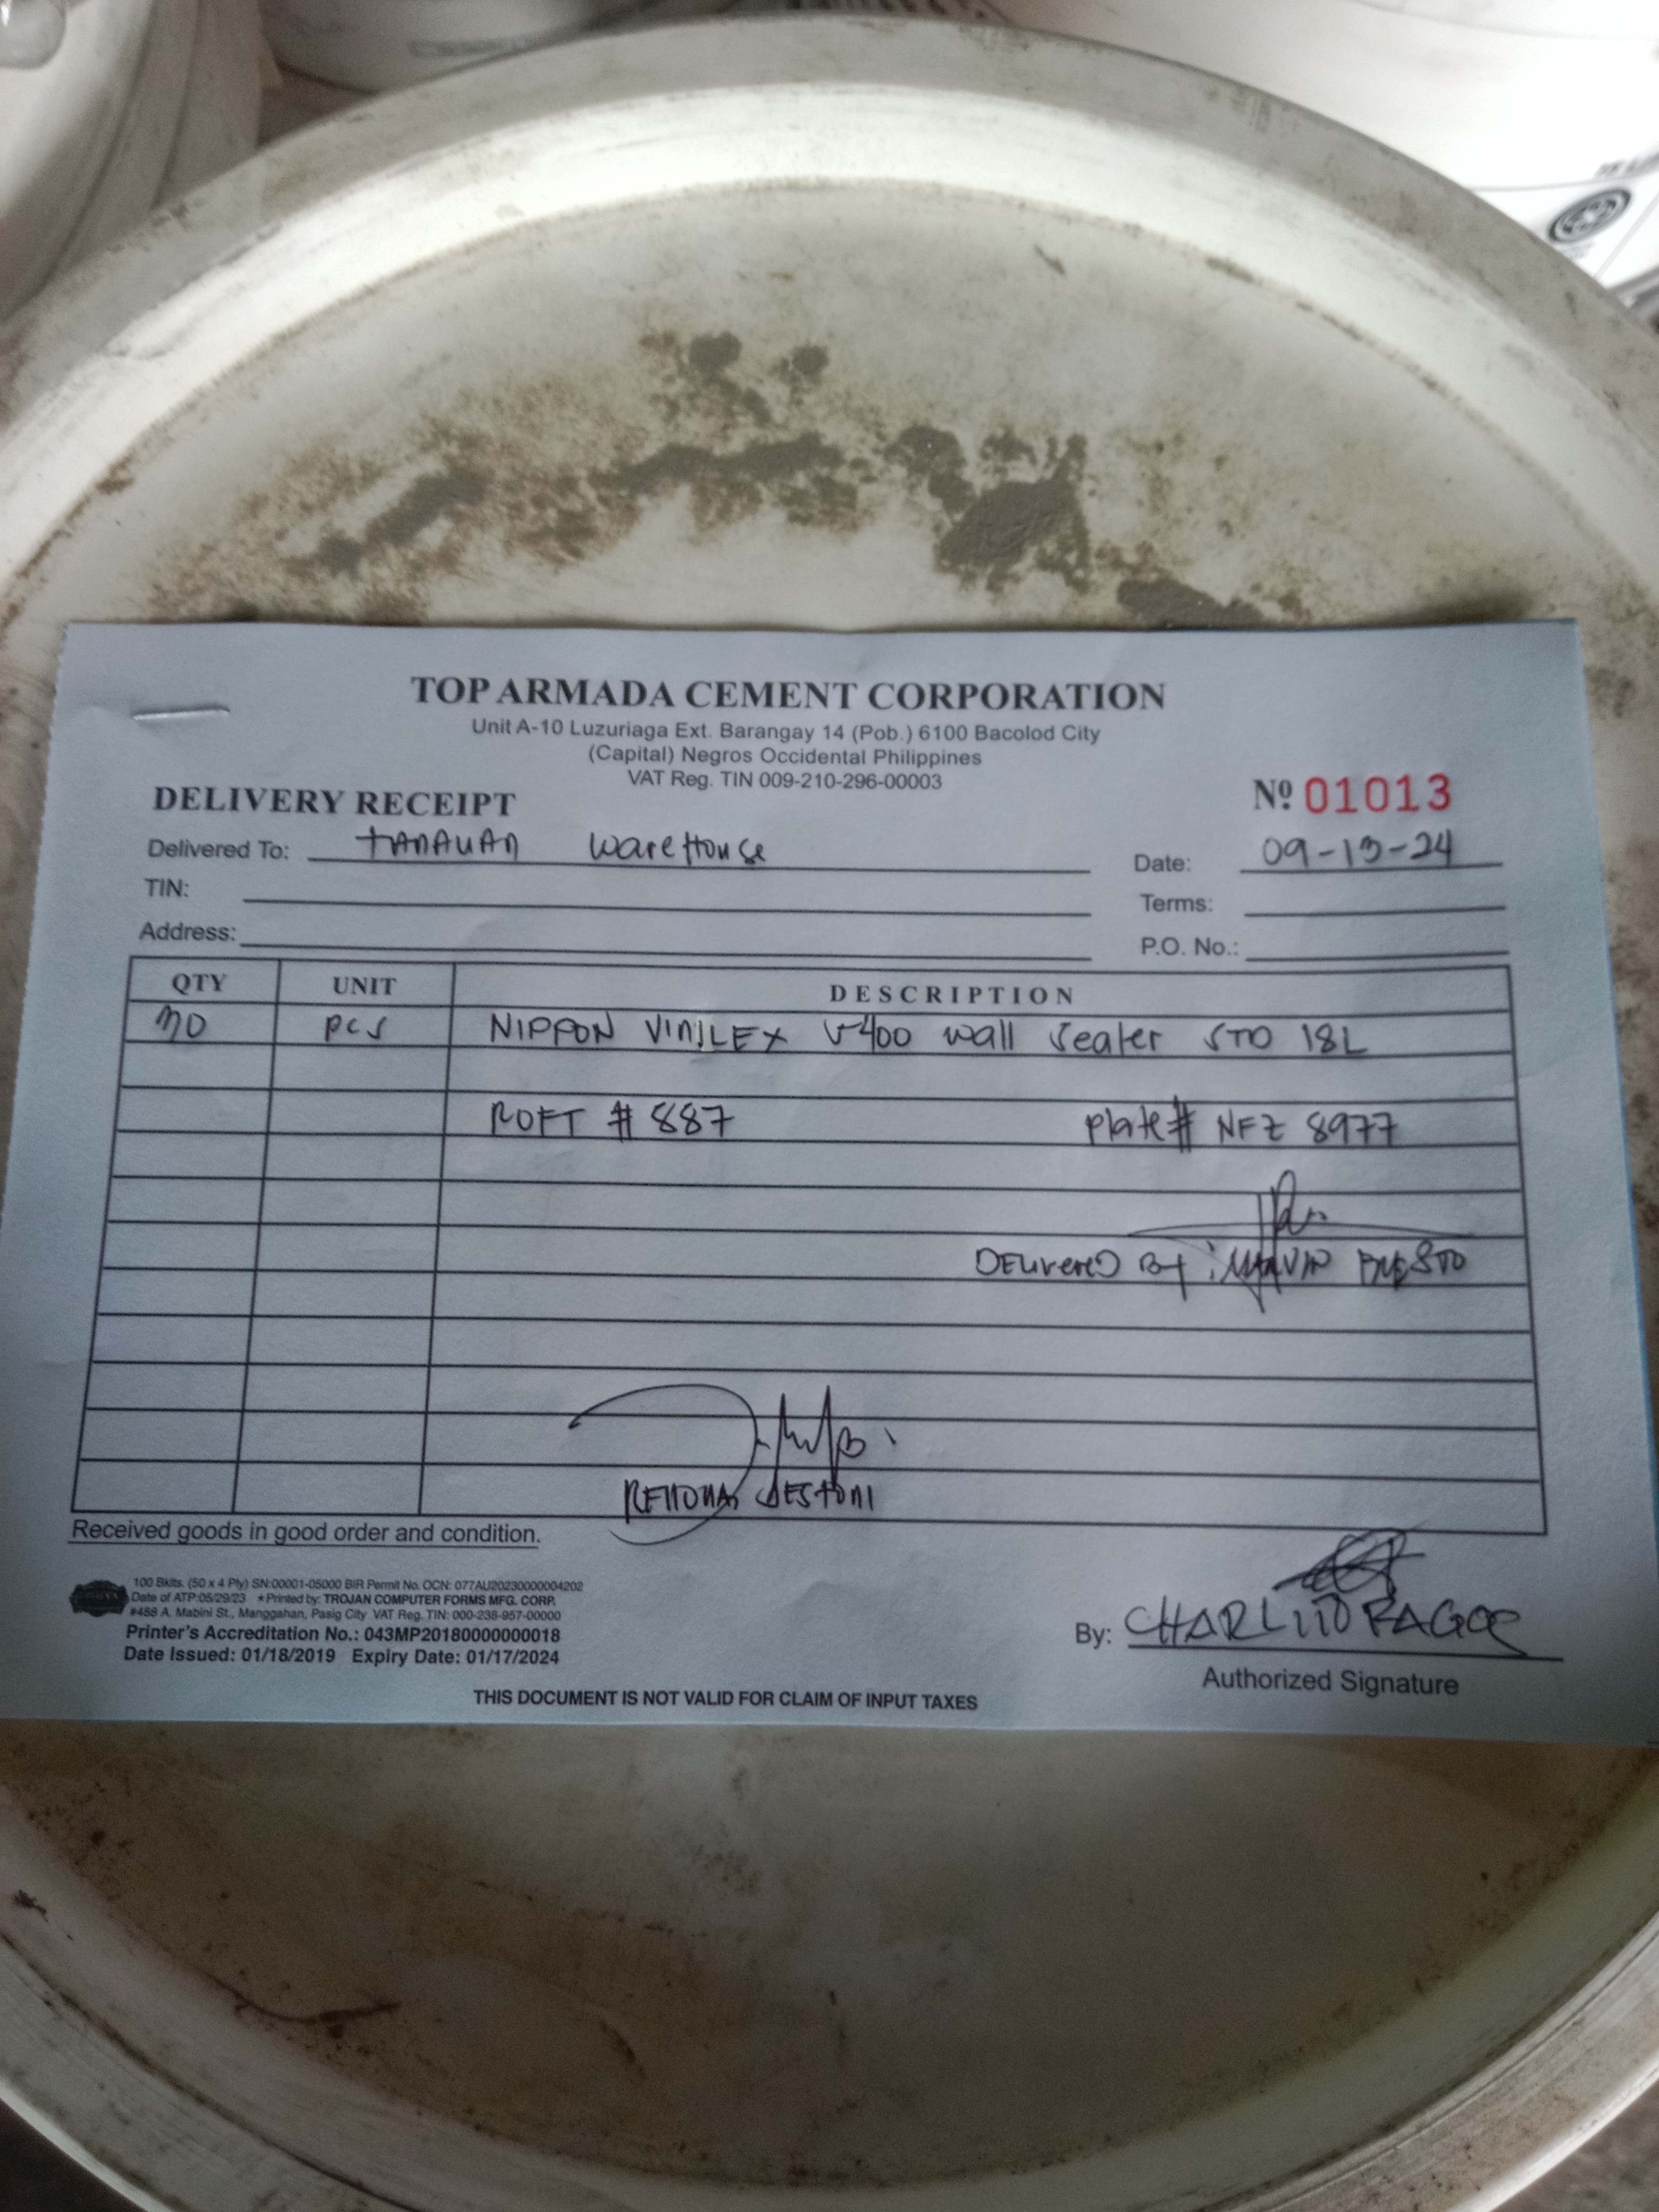 TOP ARMADA CEMENT CORPORATION
Unit A-10 Luzuriaga Ext. Barangay 14 (Pob.) 6100 Bacolod City
(Capital) Negros Occidental Philippines
VAT Reg. TIN 009-210-296-00003
DELIVERY RECEIPT Nº 01013
Delivered To: TANAUAN WareHouse Date: 09-13-24
TIN: Terms:
Address: P.O. No.:
QTY UNIT DESCRIPTION
pcs NIPPON VINILEX V-400 wall Sealer STD 18L
ROFT # 887 Plate# NFZ 8977
DELivereD By :
Received goods in good order and condition.
100 Bklts. (50 x 4 Ply) SN:00001-05000 BIR Permit No. OCN: 077AU20230000004202
Date of ATP:05/29/23 ★Printed by: TROJAN COMPUTER FORMS MFG. CORP.
#488 A. Mabini St., Manggahan, Pasig City VAT Reg. TIN: 000-238-957-00000
Printer's Accreditation No.: 043MP20180000000018
Date Issued: 01/18/2019 Expiry Date: 01/17/2024
By: CHARLITO
Authorized Signature
THIS DOCUMENT IS NOT VALID FOR CLAIM OF INPUT TAXES